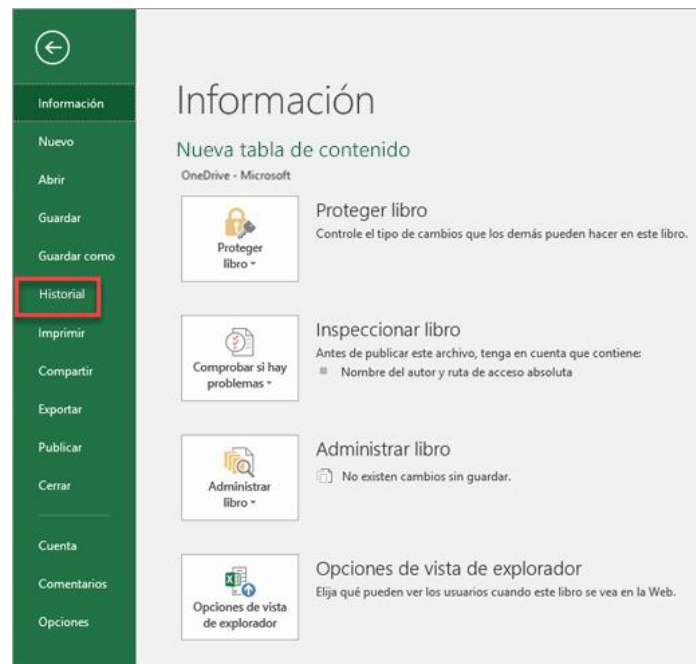 Información
Nuevo
Abrir
Guardar
Guardar como
Historial
Imprimir
Compartir
Exportar
Publicar
Cerrar
Cuenta
Comentarios
Opciones
Información
Nueva tabla de contenido
OneDrive - Microsoft
Proteger
libro
Proteger libro
Controle el tipo de cambios que los demás pueden hacer en este libro.
Comprobar si hay
problemas
Inspeccionar libro
Antes de publicar este archivo, tenga en cuenta que contiene:
Nombre del autor y ruta de acceso absoluta
Administrar
libro
Administrar libro
No existen cambios sin guardar.
Opciones de vista
de explorador
Opciones de vista de explorador
Elija qué pueden ver los usuarios cuando este libro se vea en la Web.